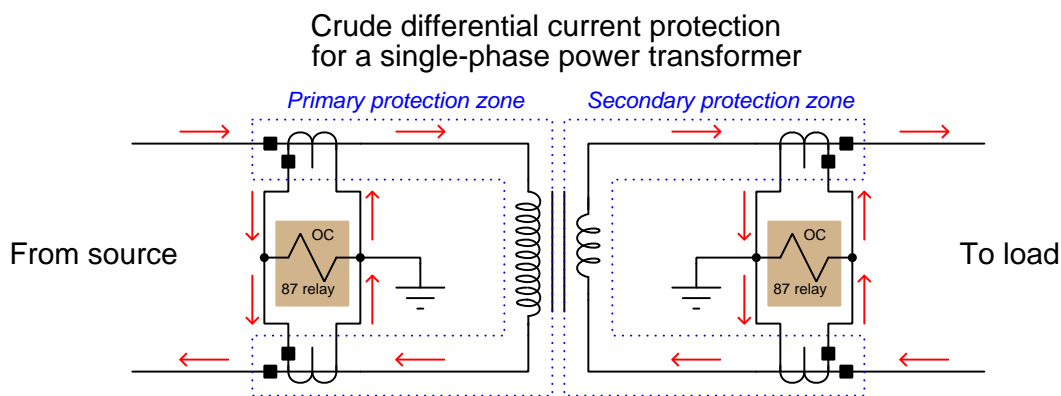 Crude differential current protection
for a single-phase power transformer
Primary protection zone
Secondary protection zone
OC
87 relay
From source
OC
87 relay
To load